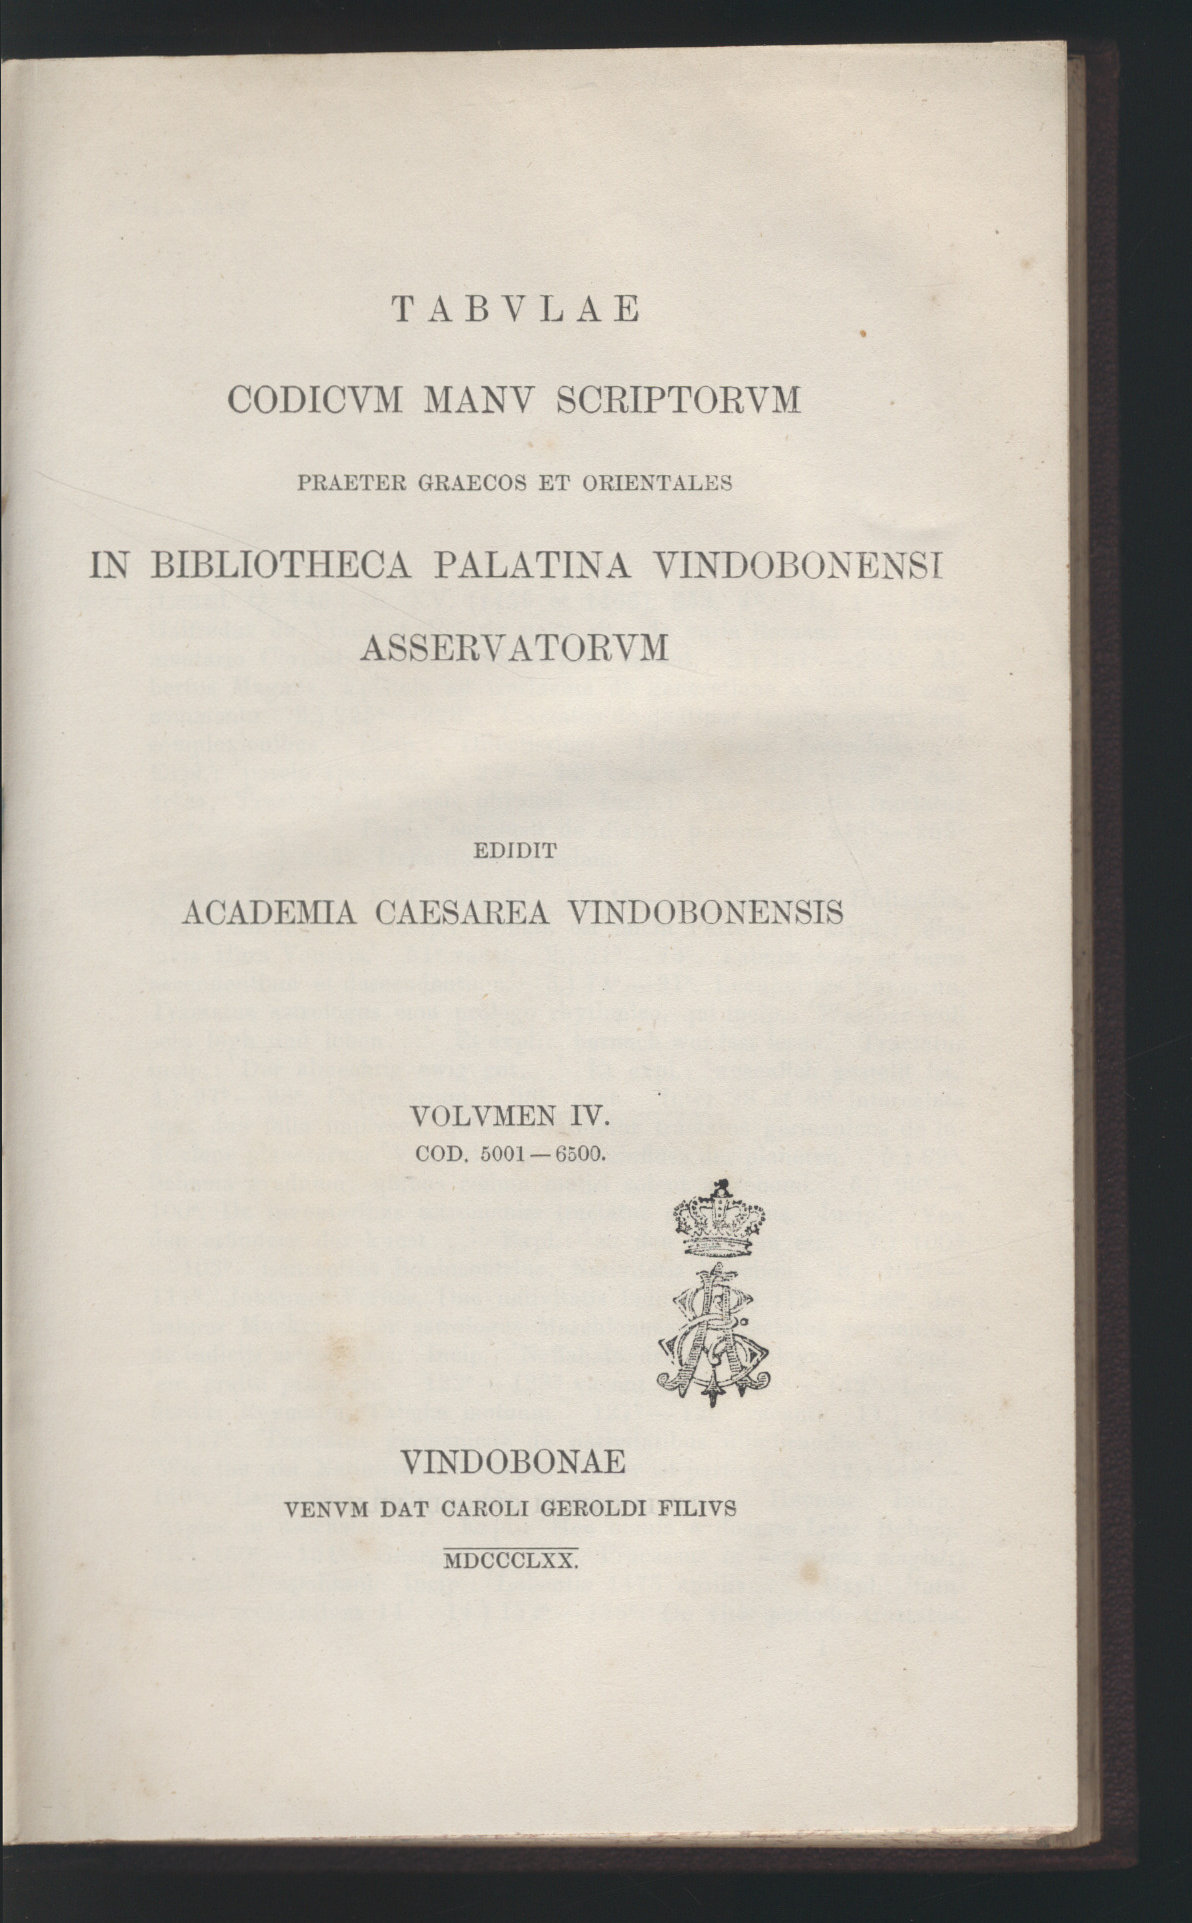 TABVLAE
CODICVM MANV SCRIPTORVM
PRAETER GRAECOS ET ORIENTALES
IN BIBLIOTHECA PALATINA VINDOBONENSI
ASSERVATORVM
EDIDIT
ACADEMIA CAESAREA VINDOBONENSIS
VOLVMEN IV.
COD. 5001—6500.
VINDOBONAE
VENVM DAT CAROLI GEROLDI FILIVS
MDCCCLXX.